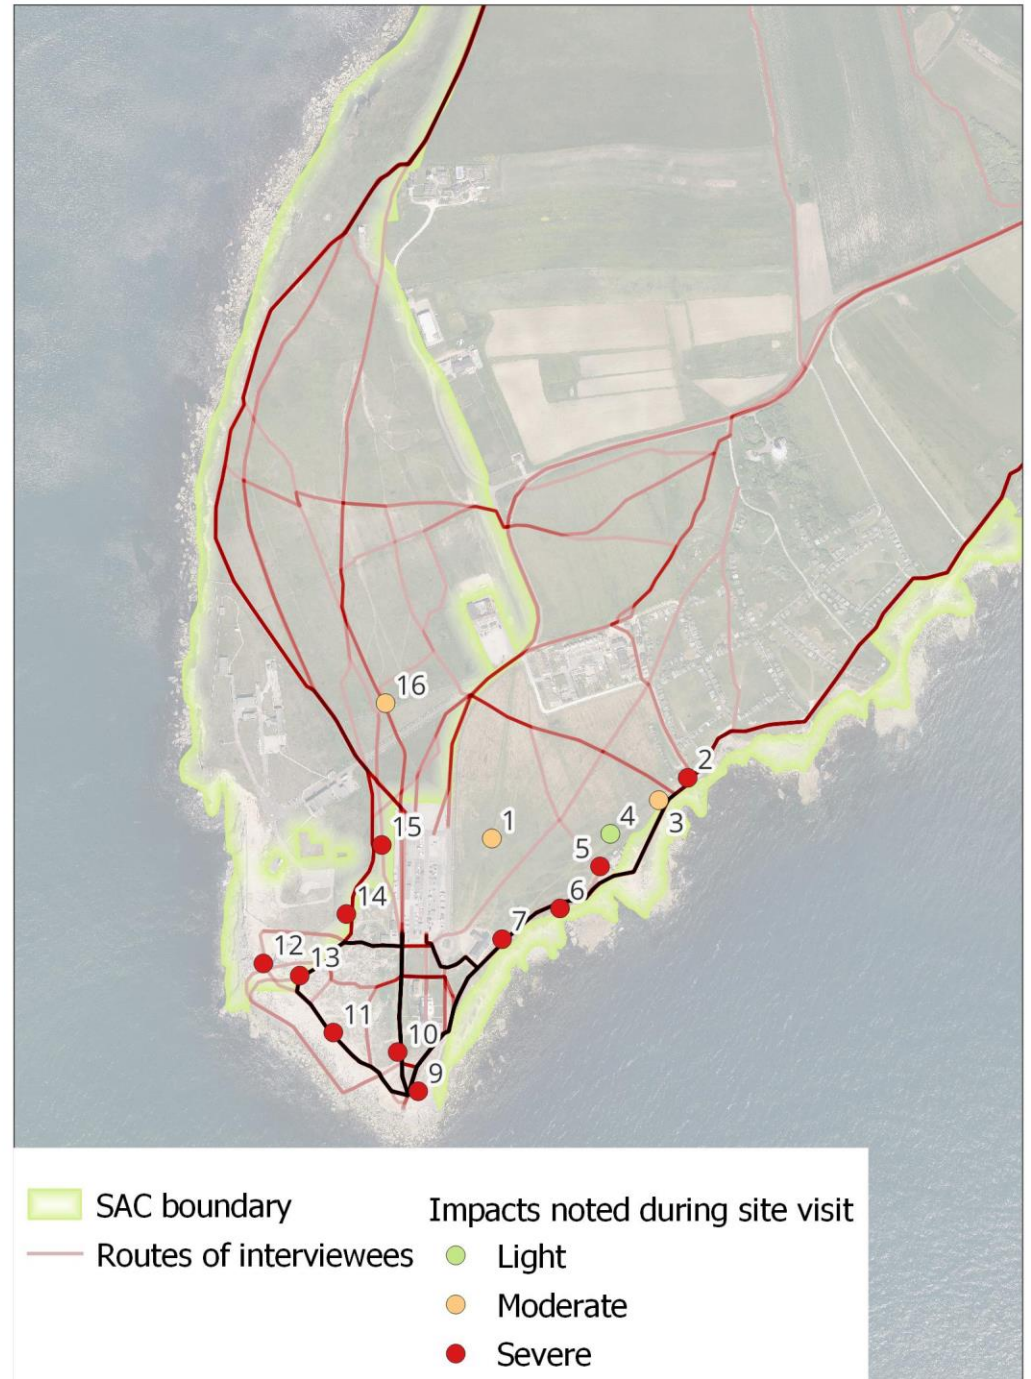 16
2
1
4
3
15
5
6
14
7
12
13
11
10
9
SAC boundary
Routes of interviewees
Impacts noted during site visit
Light
Moderate
Severe